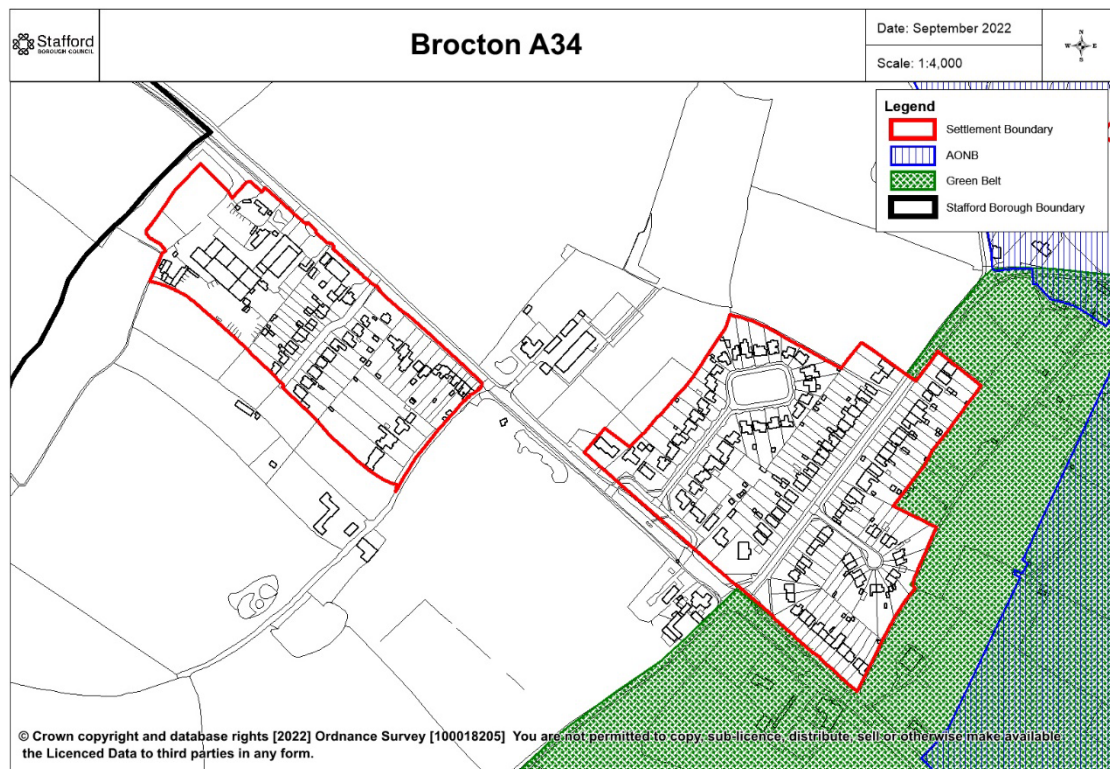 Stafford
BOROUGH COUNCIL
Brocton A34
Date: September 2022
Scale: 1:4,000
N
W E
S
Legend
Settlement Boundary
AONB
Green Belt
Stafford Borough Boundary
© Crown copyright and database rights [2022] Ordnance Survey [100018205] You are not permitted to copy, sub-licence, distribute, sell or otherwise make available
the Licenced Data to third parties in any form.